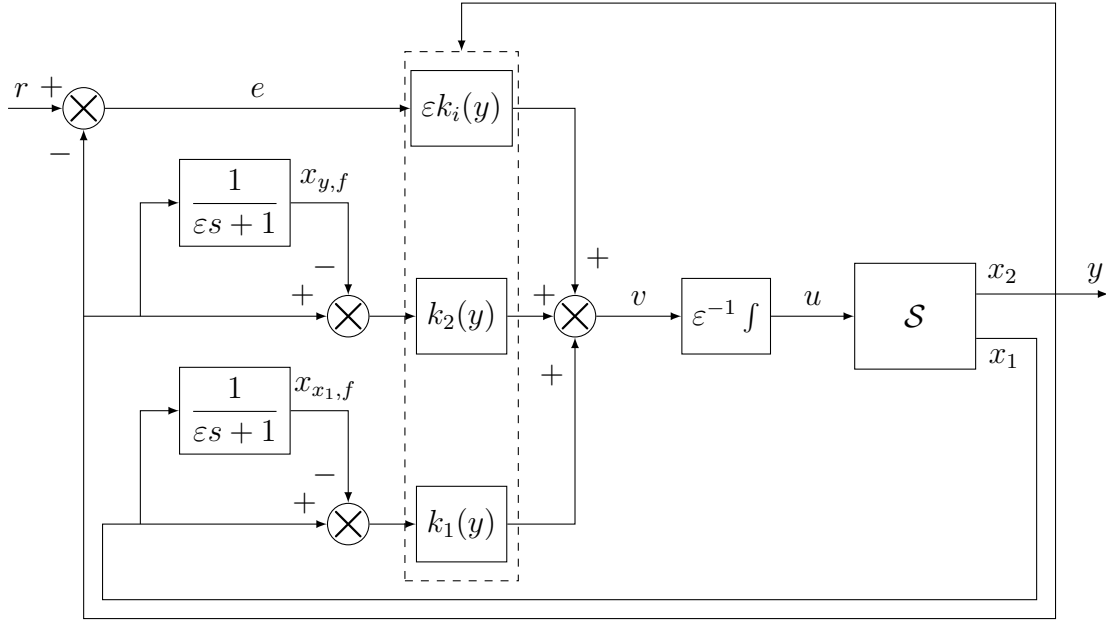 r
+
e
εk_i(y)
−
1
εs + 1
x_{y,f}
−
+
k_2(y)
+
+
v
ε^{-1} ∫
u
𝒮
x_2
y
x_1
+
1
εs + 1
x_{x_1,f}
−
+
k_1(y)